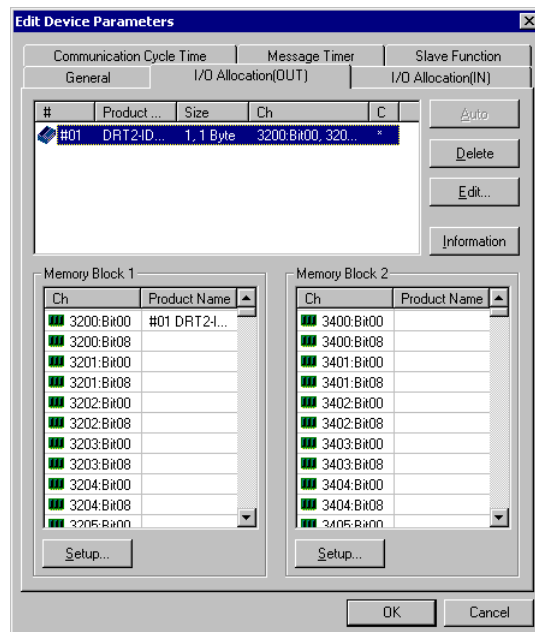 Edit Device Parameters
Communication Cycle Time Message Timer Slave Function
General I/O Allocation(OUT) I/O Allocation(IN)
# Product ... Size Ch C
#01 DRT2-ID... 1, 1 Byte 3200:Bit00, 320... *
Auto
Delete
Edit...
Information
Memory Block 1
Ch Product Name
3200:Bit00 #01 DRT2-I...
3200:Bit08
3201:Bit00
3201:Bit08
3202:Bit00
3202:Bit08
3203:Bit00
3203:Bit08
3204:Bit00
3204:Bit08
3205:Bit00
Setup...
Memory Block 2
Ch Product Name
3400:Bit00
3400:Bit08
3401:Bit00
3401:Bit08
3402:Bit00
3402:Bit08
3403:Bit00
3403:Bit08
3404:Bit00
3404:Bit08
3405:Bit00
Setup...
OK Cancel